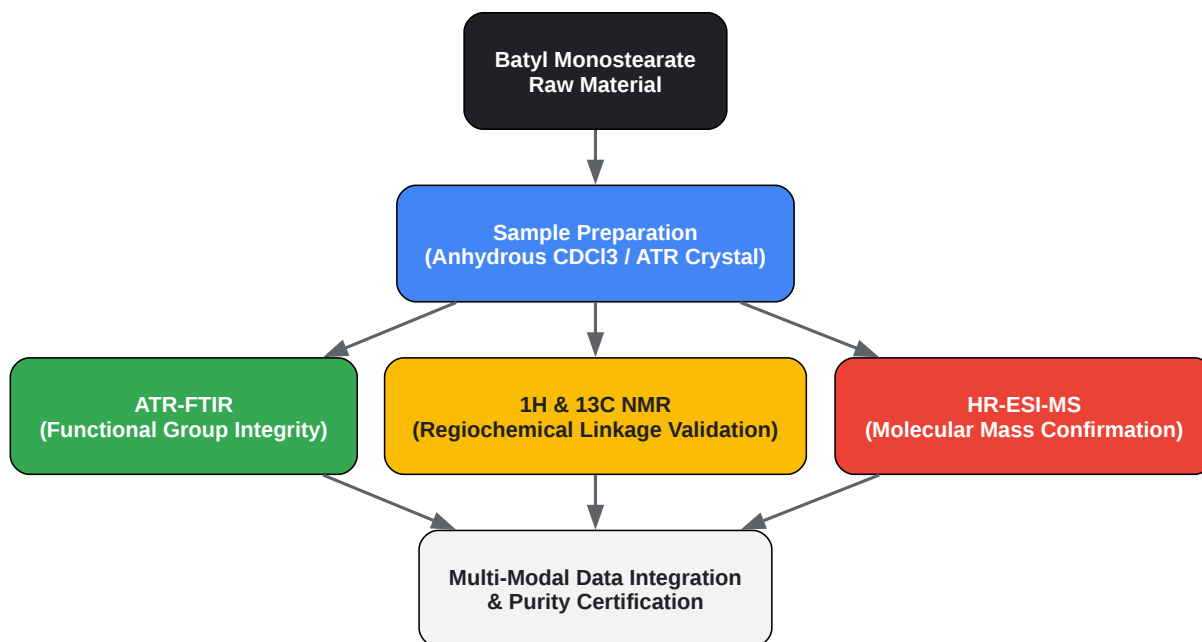 Batyl Monostearate
Raw Material
Sample Preparation
(Anhydrous CDCl3 / ATR Crystal)
ATR-FTIR
(Functional Group Integrity)
1H & 13C NMR
(Regiochemical Linkage Validation)
HR-ESI-MS
(Molecular Mass Confirmation)
Multi-Modal Data Integration
& Purity Certification